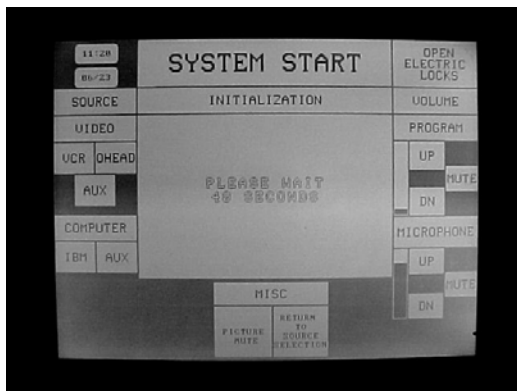 11:20
06/23
SYSTEM START
OPEN
ELECTRIC
LOCKS
SOURCE
INITIALIZATION
VOLUME
VIDEO
PROGRAM
VCR OHEAD
UP
MUTE
AUX
PLEASE WAIT
40 SECONDS
DN
COMPUTER
MICROPHONE
IBM AUX
UP
MUTE
MISC
DN
PICTURE
MUTE
RETURN
TO
SOURCE
SELECTION